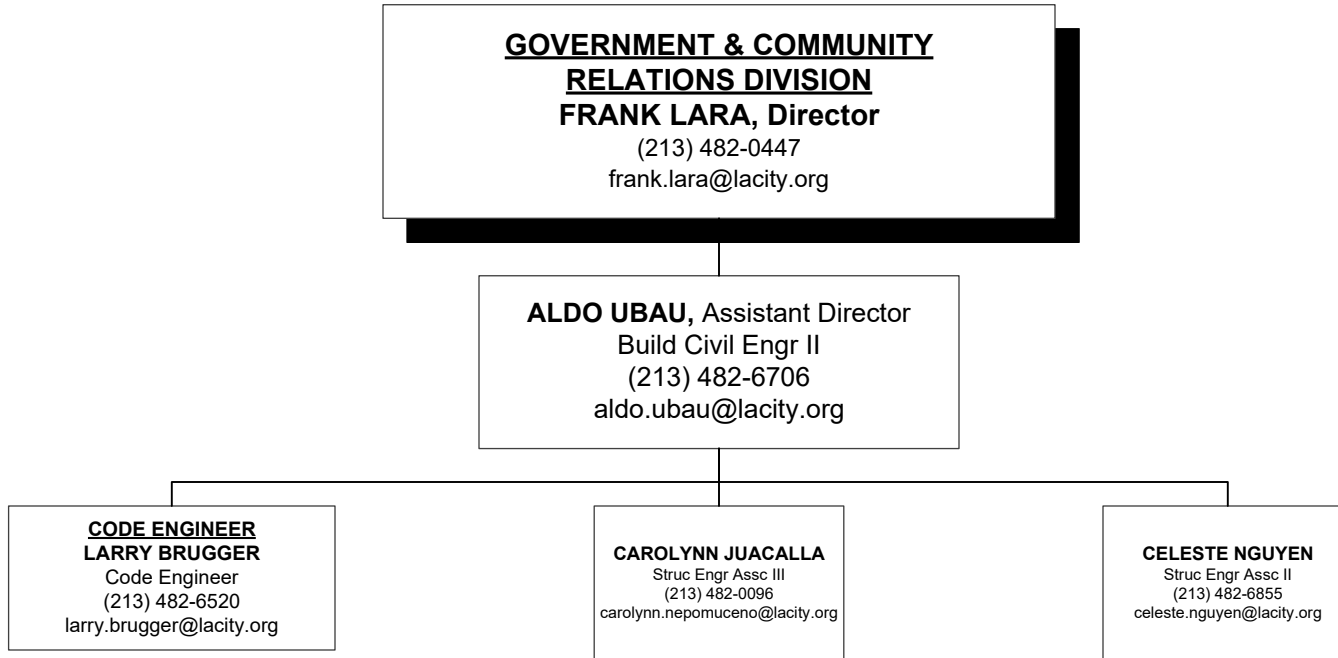 GOVERNMENT & COMMUNITY
RELATIONS DIVISION
FRANK LARA, Director
(213) 482-0447
frank.lara@lacity.org
ALDO UBAU, Assistant Director
Build Civil Engr II
(213) 482-6706
aldo.ubau@lacity.org
CODE ENGINEER
LARRY BRUGGER
Code Engineer
(213) 482-6520
larry.brugger@lacity.org
CAROLYNN JUACALLA
Struc Engr Assc III
(213) 482-0096
carolynn.nepomuceno@lacity.org
CELESTE NGUYEN
Struc Engr Assc II
(213) 482-6855
celeste.nguyen@lacity.org